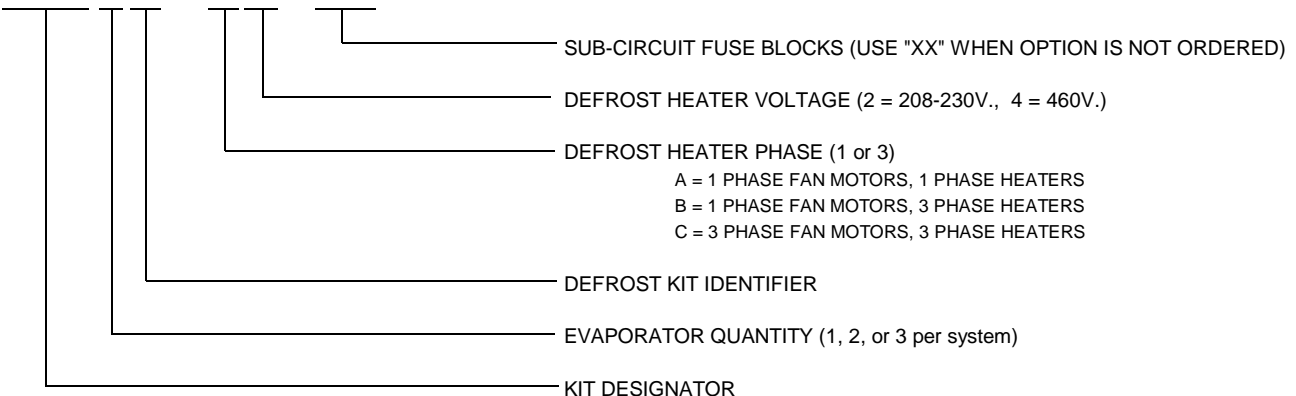 SUB-CIRCUIT FUSE BLOCKS (USE "XX" WHEN OPTION IS NOT ORDERED)
DEFROST HEATER VOLTAGE (2 = 208-230V., 4 = 460V.)
DEFROST HEATER PHASE (1 or 3)
A = 1 PHASE FAN MOTORS, 1 PHASE HEATERS
B = 1 PHASE FAN MOTORS, 3 PHASE HEATERS
C = 3 PHASE FAN MOTORS, 3 PHASE HEATERS
DEFROST KIT IDENTIFIER
EVAPORATOR QUANTITY (1, 2, or 3 per system)
KIT DESIGNATOR